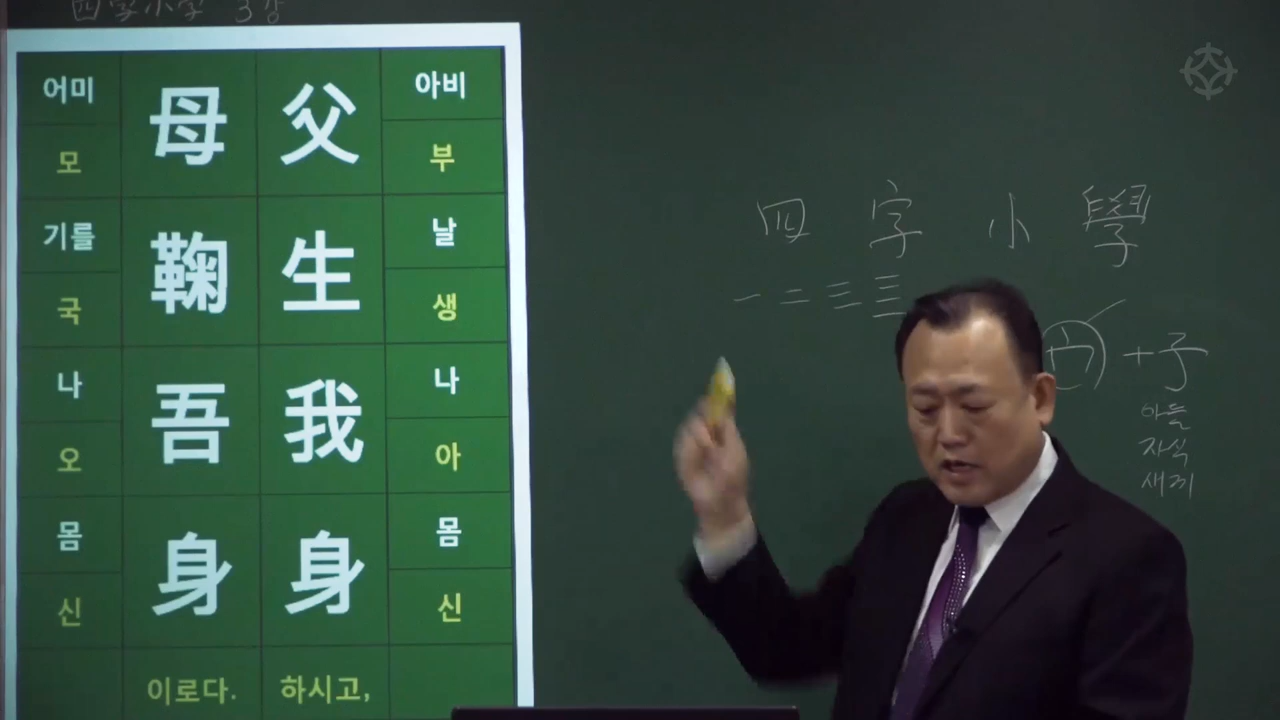 四字小学 3강
아비 부 父 母 어미 모
날 생 生 鞠 기를 국
나 아 我 吾 나 오
몸 신 身 身 몸 신
하시고, 이로다.
四 字 小 學
一 二 三 亖
宀 + 子
아들
자식
새끼